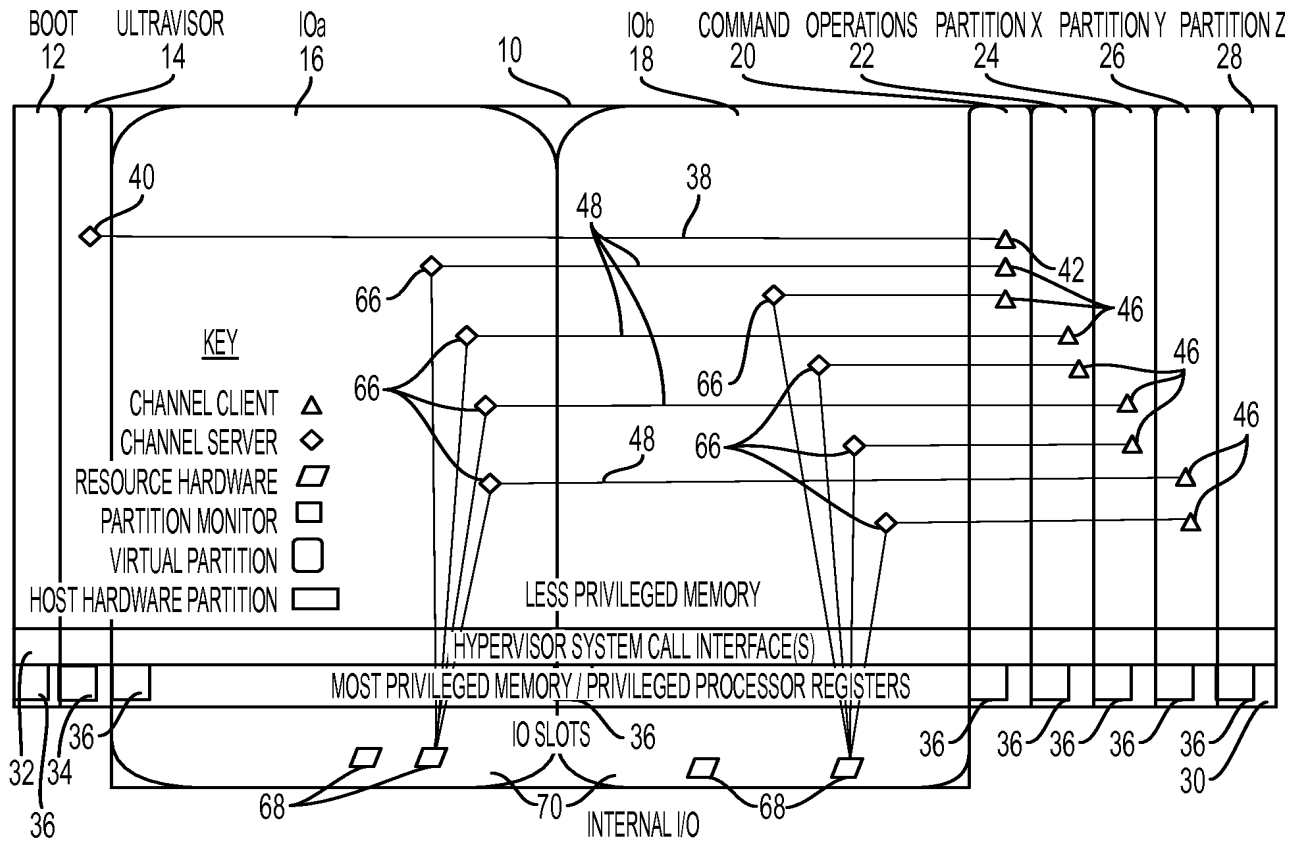 BOOT ULTRAVISOR IOa IOb COMMAND OPERATIONS PARTITION X PARTITION Y PARTITION Z
12 14 16 10 18 20 22 24 26 28
40 48 38
42
66 46
KEY
66 66 46
CHANNEL CLIENT
CHANNEL SERVER 48 66 46
RESOURCE HARDWARE
PARTITION MONITOR
VIRTUAL PARTITION
HOST HARDWARE PARTITION LESS PRIVILEGED MEMORY
HYPERVISOR SYSTEM CALL INTERFACE(S)
MOST PRIVILEGED MEMORY / PRIVILEGED PROCESSOR REGISTERS
36 IO SLOTS 36 36 36 36 36 36
32 34 30
68 70 68
36 INTERNAL I/O